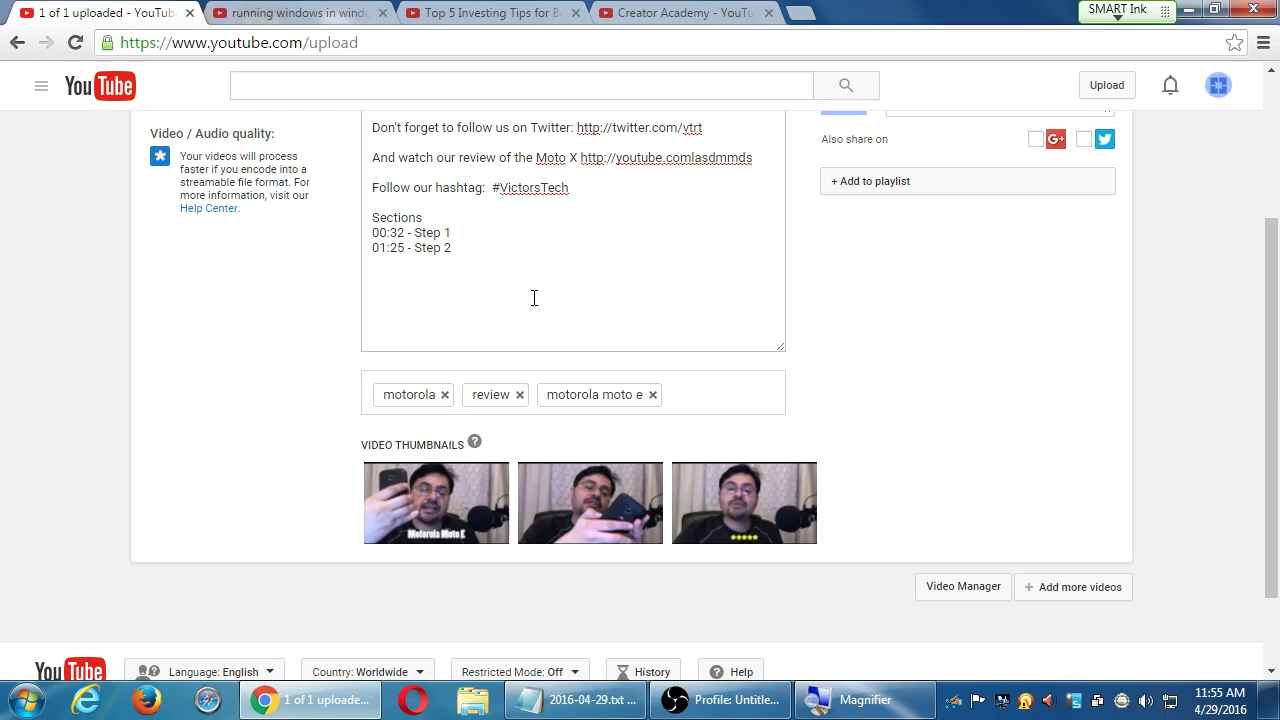 1 of 1 uploaded - YouTub
running windows in wind
Top 5 Investing Tips for B
Creator Academy - YouTu
SMART Ink
https://www.youtube.com/upload
YouTube
Upload
Video / Audio quality:
Your videos will process
faster if you encode into a
streamable file format. For
more information, visit our
Help Center.
Don't forget to follow us on Twitter: http://twitter.com/vtrt
And watch our review of the Moto X http://youtube.comlasdmmds
Follow our hashtag:  #VictorsTech
Sections
00:32 - Step 1
01:25 - Step 2
Also share on
G+
+ Add to playlist
motorola
review
motorola moto e
VIDEO THUMBNAILS
Motorola Moto E
Video Manager
+ Add more videos
YouTube
Language: English
Country: Worldwide
Restricted Mode: Off
History
Help
1 of 1 uploade...
2016-04-29.txt ...
Profile: Untitle...
Magnifier
11:55 AM
4/29/2016